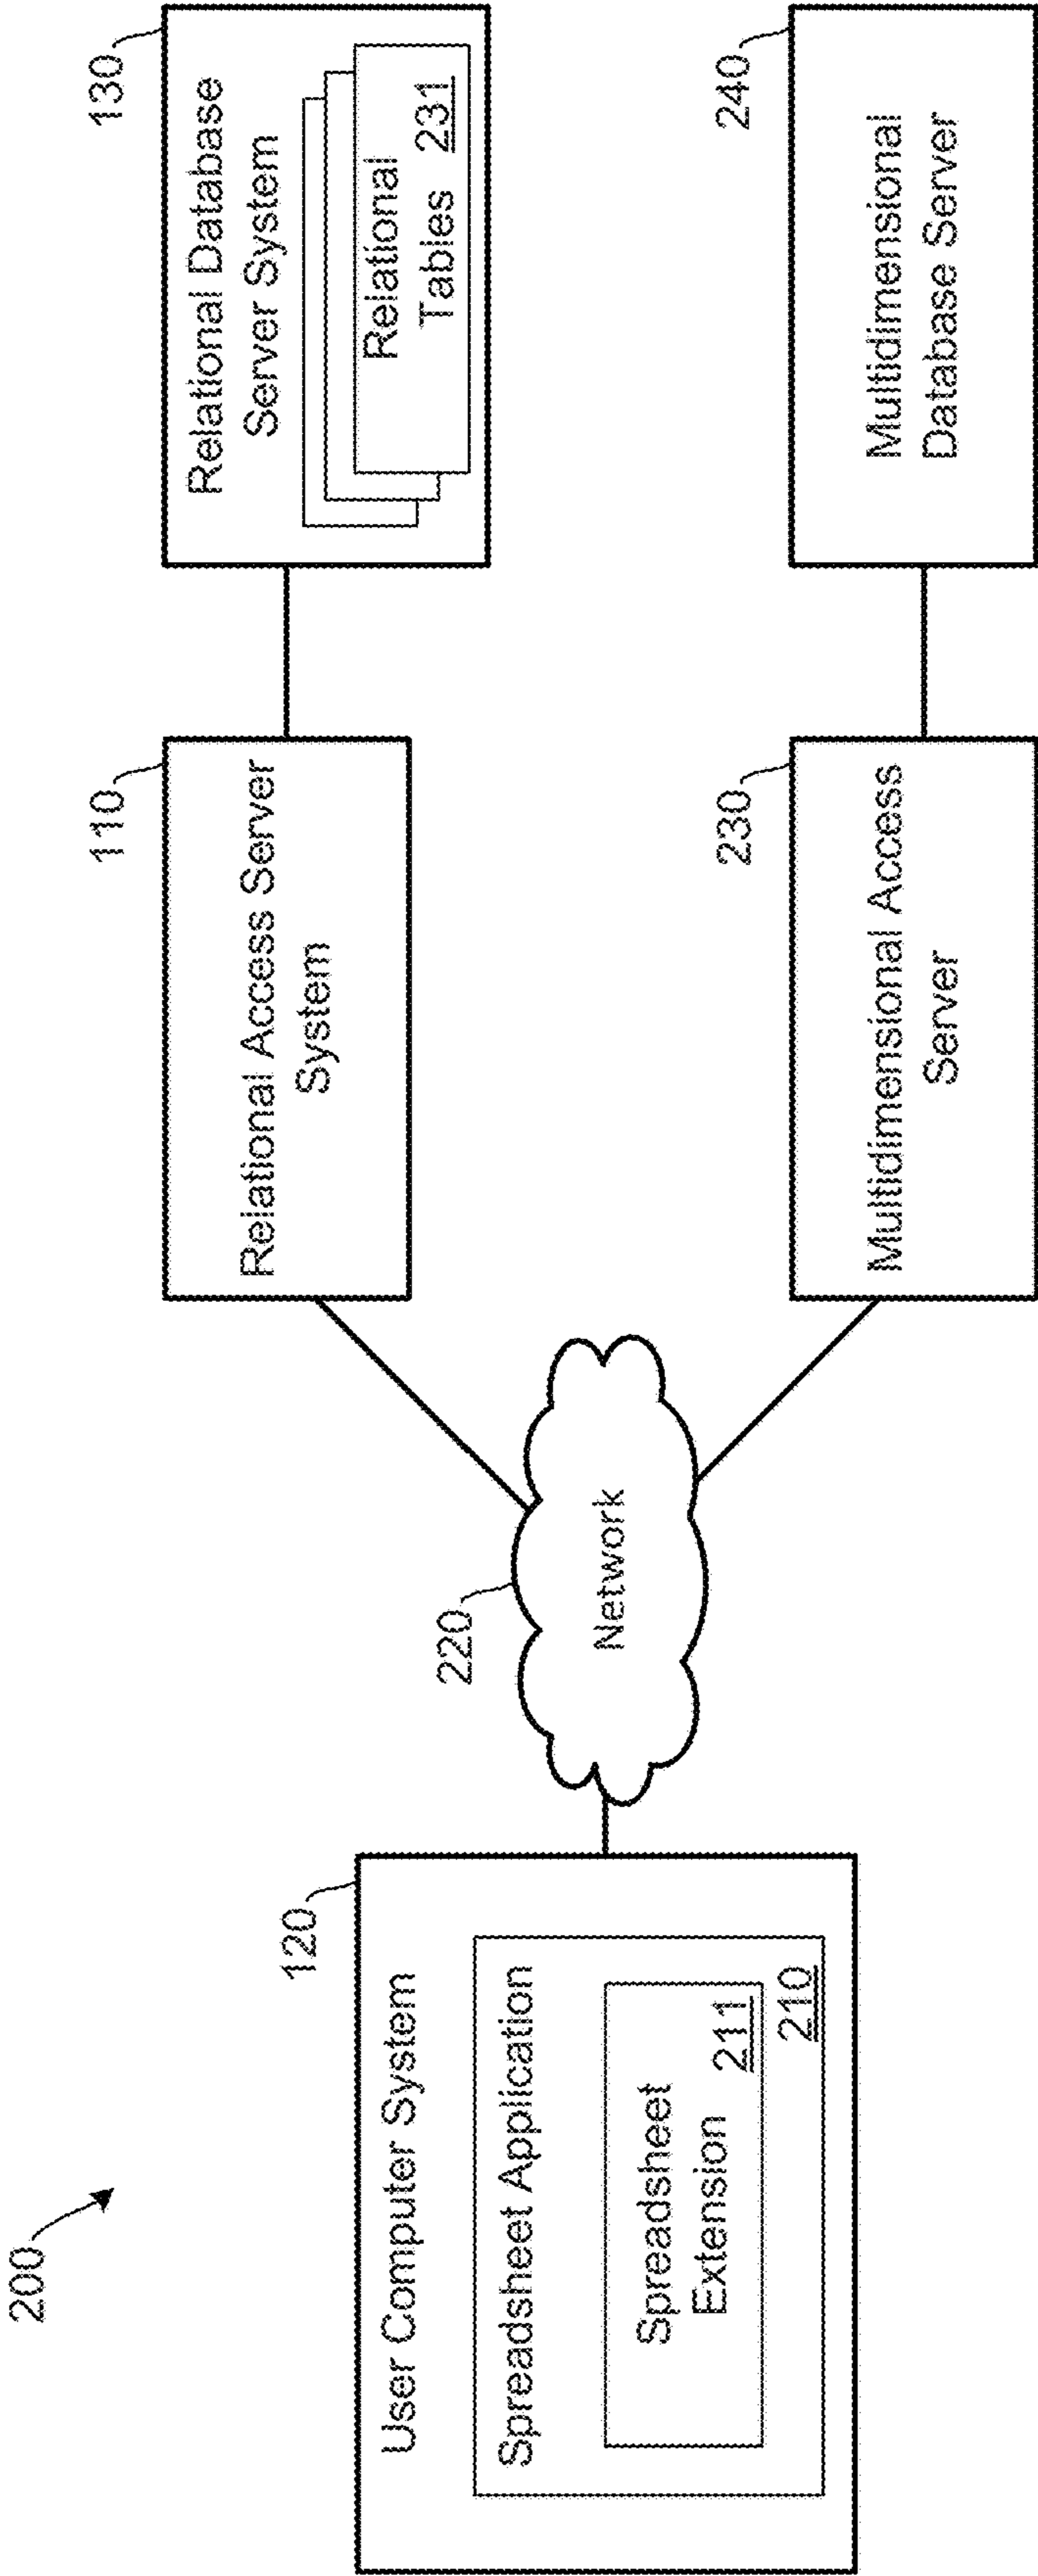 200
120
User Computer System
Spreadsheet Application
Spreadsheet
Extension
211
210
220
Network
110
Relational Access Server
System
130
Relational Database
Server System
Relational
Tables
231
230
Multidimensional Access
Server
240
Multidimensional
Database Server